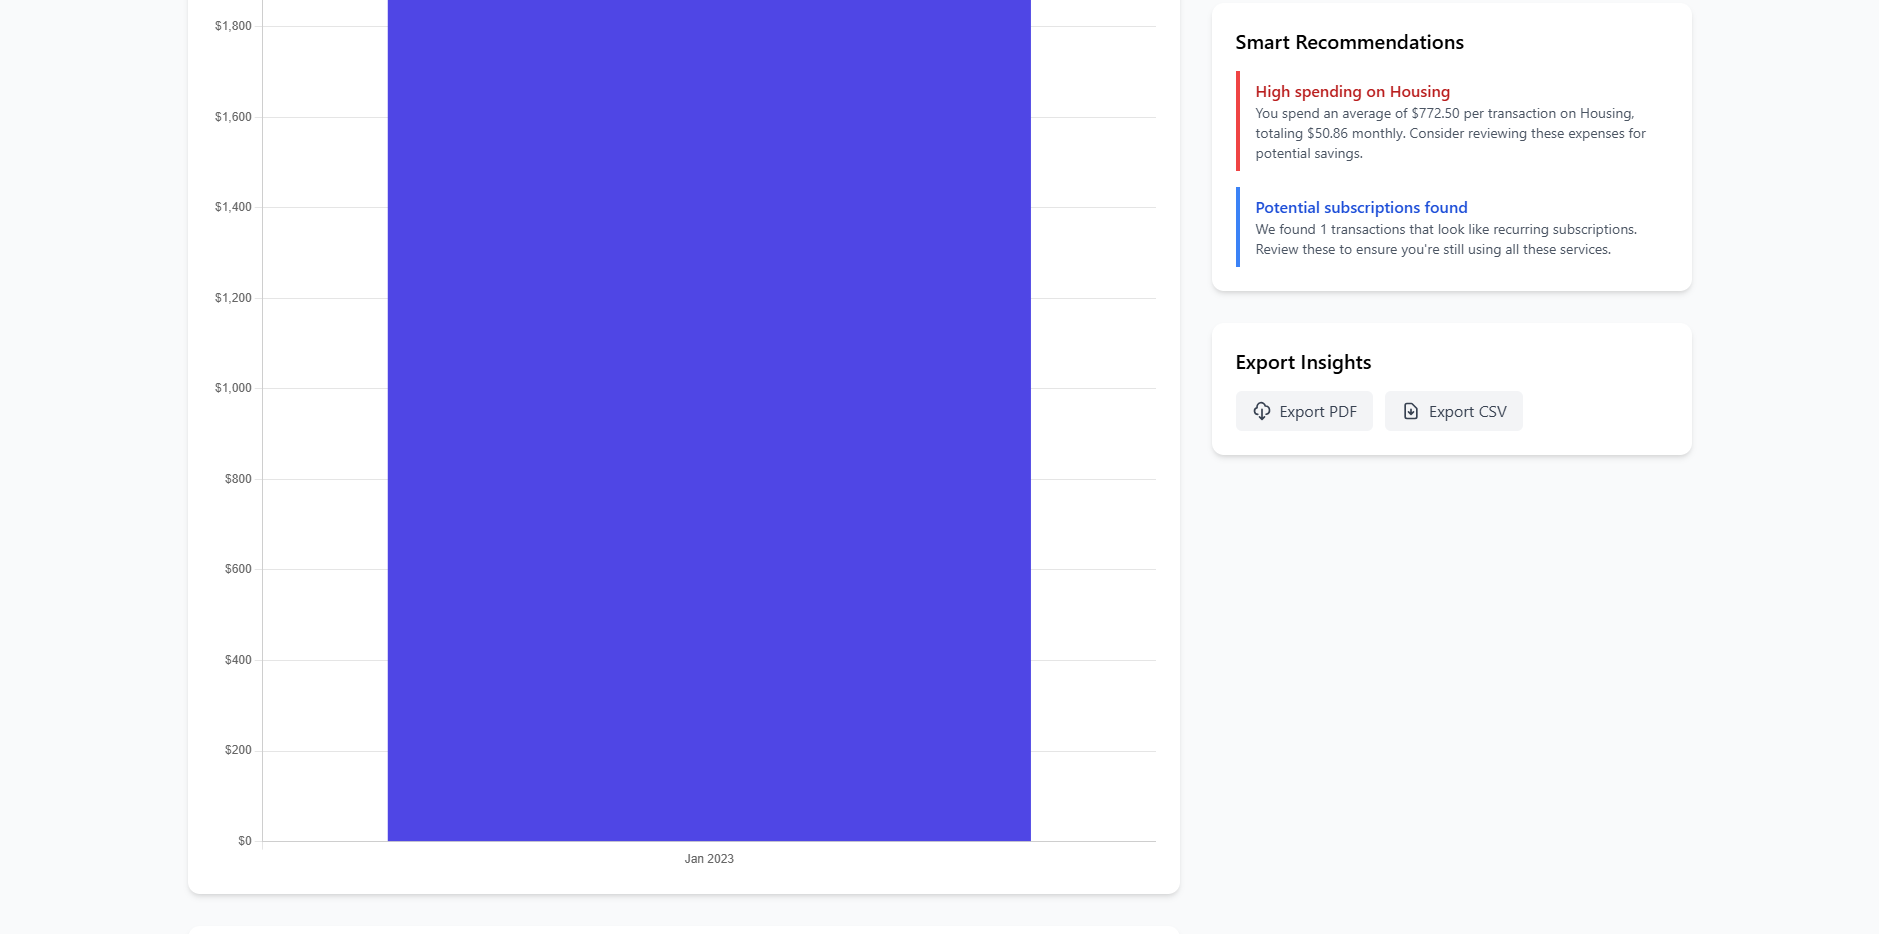 $1,800
$1,600
$1,400
$1,200
$1,000
$800
$600
$400
$200
$0
Jan 2023
Smart Recommendations
High spending on Housing
You spend an average of $772.50 per transaction on Housing,
totaling $50.86 monthly. Consider reviewing these expenses for
potential savings.
Potential subscriptions found
We found 1 transactions that look like recurring subscriptions.
Review these to ensure you're still using all these services.
Export Insights
Export PDF
Export CSV